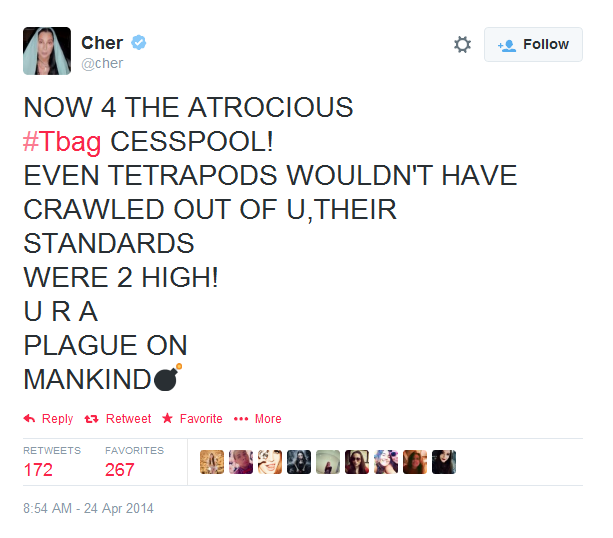 Cher
@cher
Follow
NOW 4 THE ATROCIOUS
#Tbag CESSPOOL!
EVEN TETRAPODS WOULDN'T HAVE
CRAWLED OUT OF U,THEIR
STANDARDS
WERE 2 HIGH!
U R A
PLAGUE ON
MANKIND💣
Reply Retweet Favorite More
RETWEETS FAVORITES
172 267
8:54 AM - 24 Apr 2014